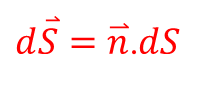 dS⃗ = n⃗.dS